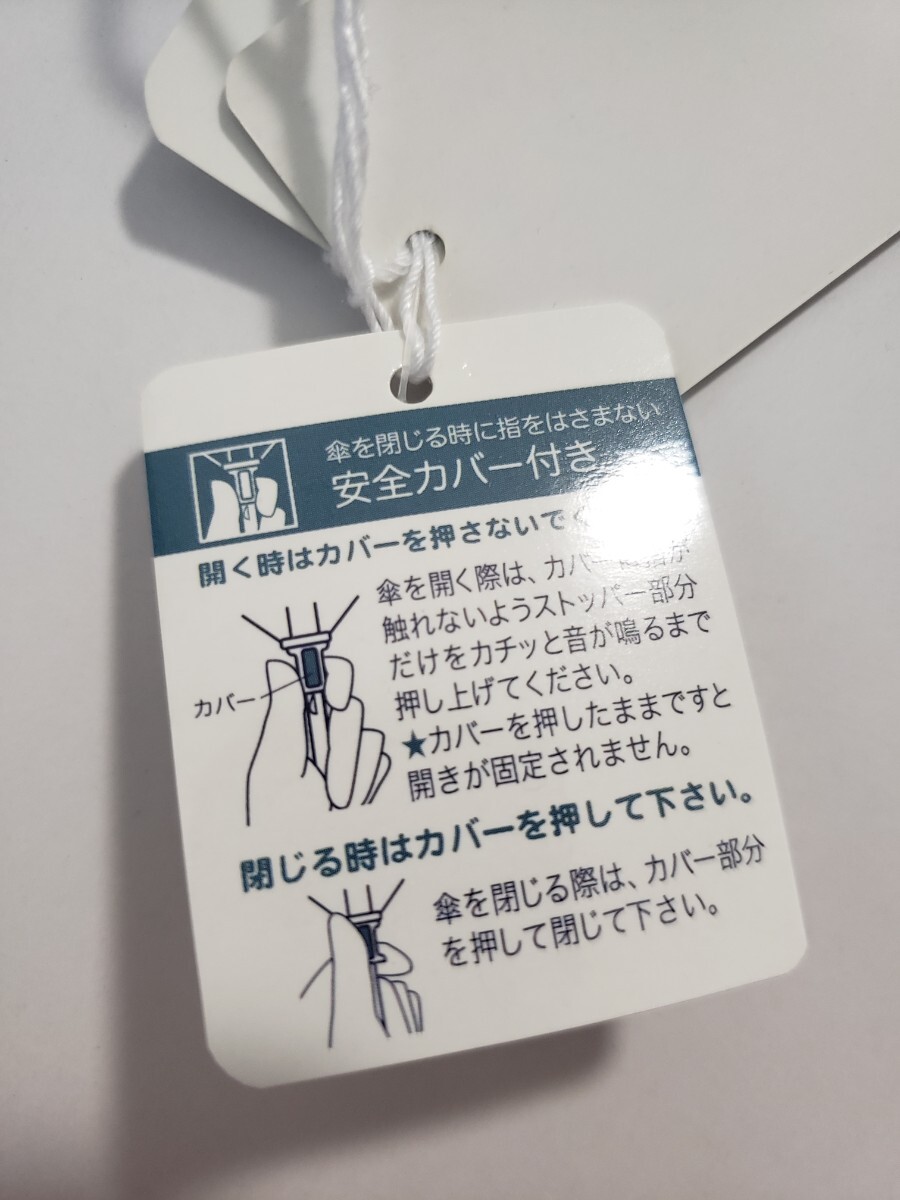 傘を閉じる時に指をはさまない
安全カバー付き
開く時はカバーを押さないで
傘を開く際は、カバー
触れないようストッパー部分
だけをカチッと音が鳴るまで
押し上げてください。
★カバーを押したままですと
開きが固定されません。
カバー
閉じる時はカバーを押して下さい。
傘を閉じる際は、カバー部分
を押して閉じて下さい。